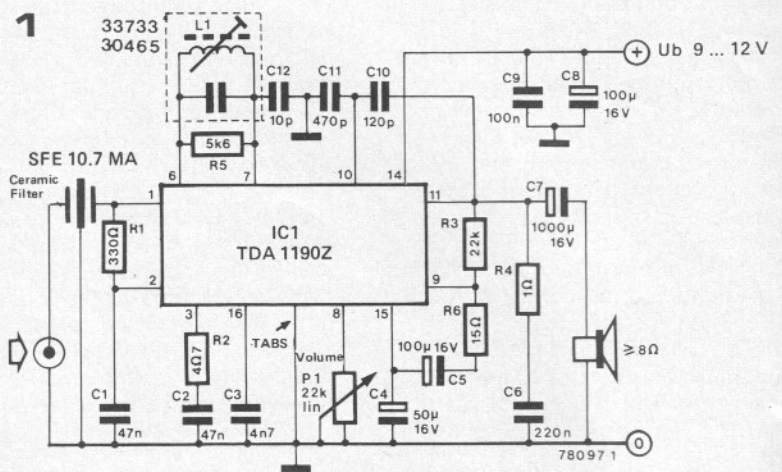 1
33733
30465
L1
C12
10p
C11
470p
C10
120p
C9
100n
C8
100µ
16V
+ Ub 9 ... 12 V
5k6
R5
SFE 10.7 MA
Ceramic
Filter
6
7
10
14
1
2
11
9
3
16
8
15
IC1
TDA 1190Z
330Ω
R1
R3
22k
C7
1000µ
16V
R4
1Ω
R6
15Ω
R2
4Ω7
TABS
Volume
P1
22k
lin
100µ 16V
C5
C4
50µ
16V
≥8Ω
C1
47n
C2
47n
C3
4n7
C6
220n
78097 1
0